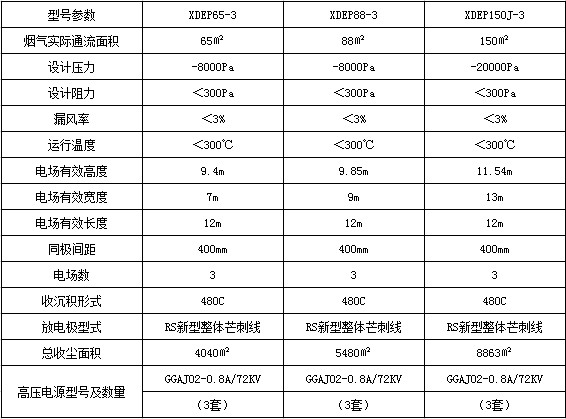 型号参数 XDEP65-3 XDEP88-3 XDEP150J-3
烟气实际通流面积 65㎡ 88㎡ 150㎡
设计压力 -8000Pa -8000Pa -20000Pa
设计阻力 ＜300Pa ＜300Pa ＜300Pa
漏风率 ＜3% ＜3% ＜3%
运行温度 ＜300℃ ＜300℃ ＜300℃
电场有效高度 9.4m 9.85m 11.54m
电场有效宽度 7m 9m 13m
电场有效长度 12m 12m 12m
同极间距 400mm 400mm 400mm
电场数 3 3 3
收沉积形式 480C 480C 480C
放电极型式 RS新型整体芒刺线 RS新型整体芒刺线 RS新型整体芒刺线
总收尘面积 4040㎡ 5480㎡ 8863㎡
高压电源型号及数量 GGAJ02-0.8A/72KV GGAJ02-0.8A/72KV GGAJ02-0.8A/72KV
（3套） （3套） （3套）